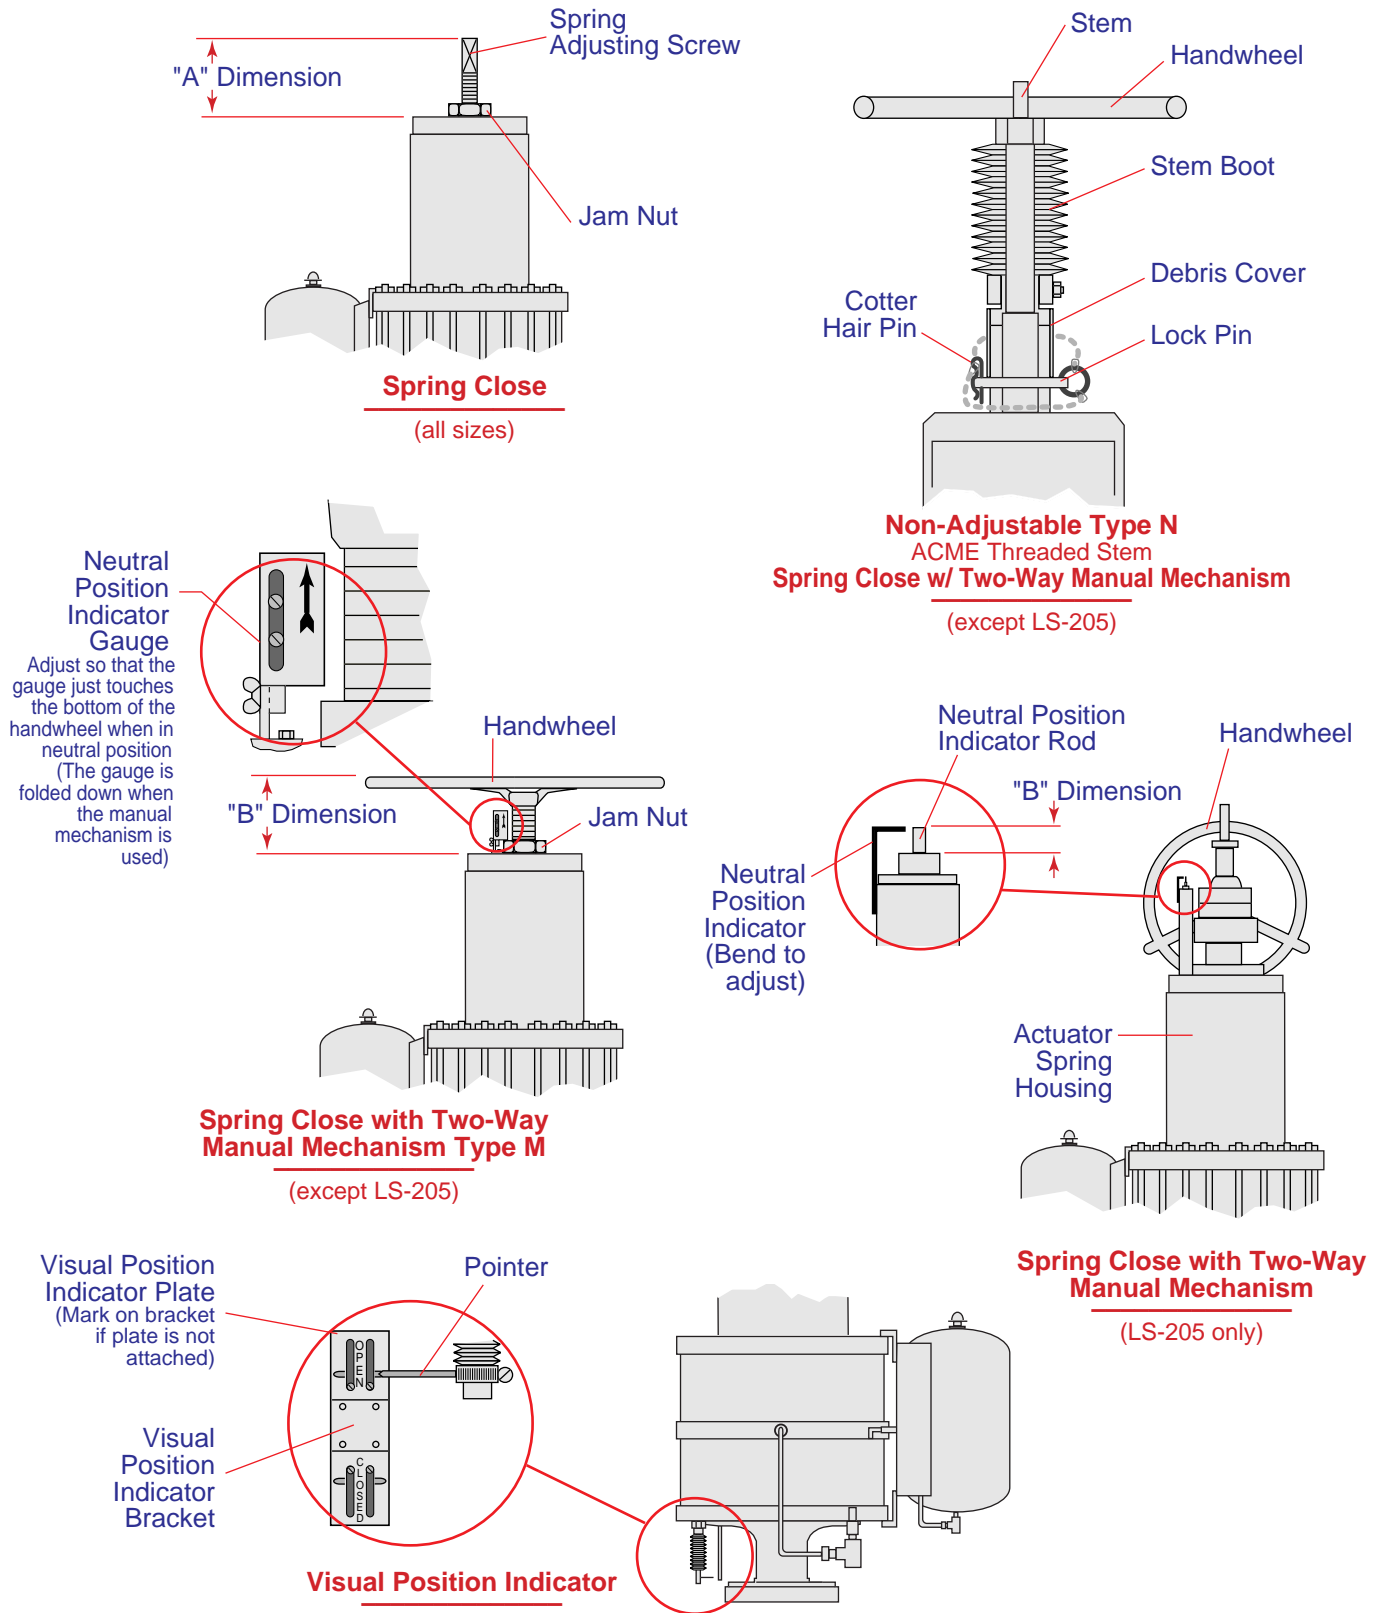 Spring
Adjusting Screw
"A" Dimension
Jam Nut
Spring Close
(all sizes)
Stem
Handwheel
Stem Boot
Debris Cover
Cotter
Hair Pin
Lock Pin
Non-Adjustable Type N
ACME Threaded Stem
Spring Close w/ Two-Way Manual Mechanism
(except LS-205)
Neutral
Position
Indicator
Gauge
Adjust so that the
gauge just touches
the bottom of the
handwheel when in
neutral position
(The gauge is
folded down when
the manual
mechanism is
used)
Handwheel
"B" Dimension
Jam Nut
Spring Close with Two-Way
Manual Mechanism Type M
(except LS-205)
Neutral Position
Indicator Rod
Handwheel
"B" Dimension
Neutral
Position
Indicator
(Bend to
adjust)
Actuator
Spring
Housing
Spring Close with Two-Way
Manual Mechanism
(LS-205 only)
Visual Position
Indicator Plate
(Mark on bracket
if plate is not
attached)
Pointer
OPEN
CLOSED
Visual
Position
Indicator
Bracket
Visual Position Indicator